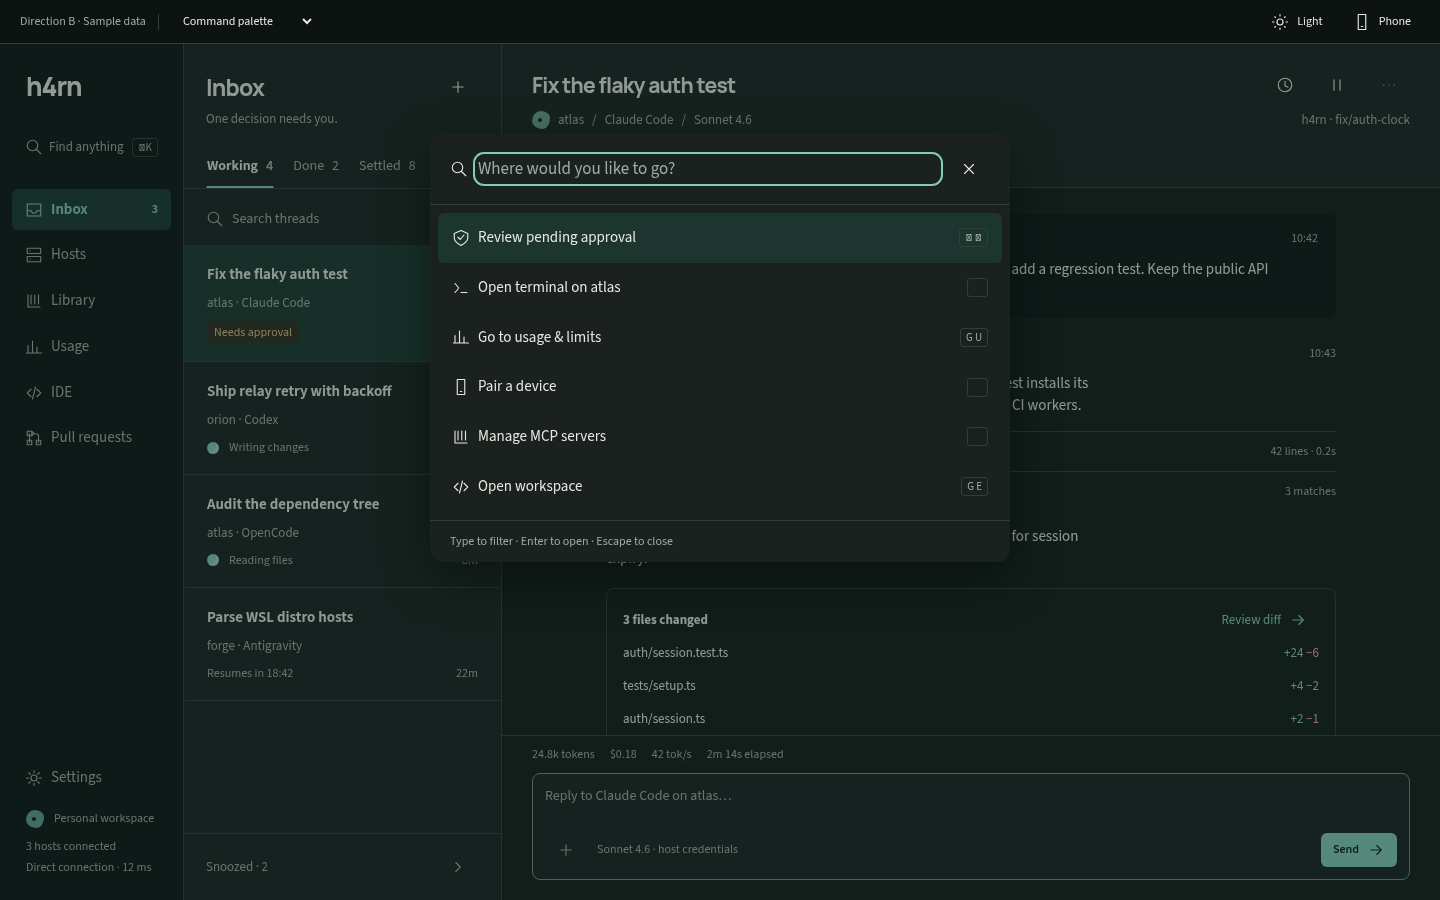 Direction B · Sample data
Command palette
Light
Phone
h4rn
Find anything
K
Inbox
3
Hosts
Library
Usage
IDE
Pull requests
Settings
Personal workspace
3 hosts connected
Direct connection · 12 ms
Inbox
One decision needs you.
Working 4
Done 2
Settled 8
Search threads
Fix the flaky auth test
atlas · Claude Code
Needs approval
Ship relay retry with backoff
orion · Codex
Writing changes
Audit the dependency tree
atlas · OpenCode
Reading files
Parse WSL distro hosts
forge · Antigravity
Resumes in 18:42
22m
Snoozed · 2
Fix the flaky auth test
atlas / Claude Code / Sonnet 4.6
h4rn · fix/auth-clock
Where would you like to go?
Review pending approval
Open terminal on atlas
Go to usage & limits
G U
Pair a device
Manage MCP servers
Open workspace
G E
Type to filter · Enter to open · Escape to close
10:42
add a regression test. Keep the public API
10:43
installs its
CI workers.
42 lines · 0.2s
3 matches
for session
3 files changed
Review diff
auth/session.test.ts
+24 −6
tests/setup.ts
+4 −2
auth/session.ts
+2 −1
24.8k tokens
$0.18
42 tok/s
2m 14s elapsed
Reply to Claude Code on atlas…
Sonnet 4.6 · host credentials
Send